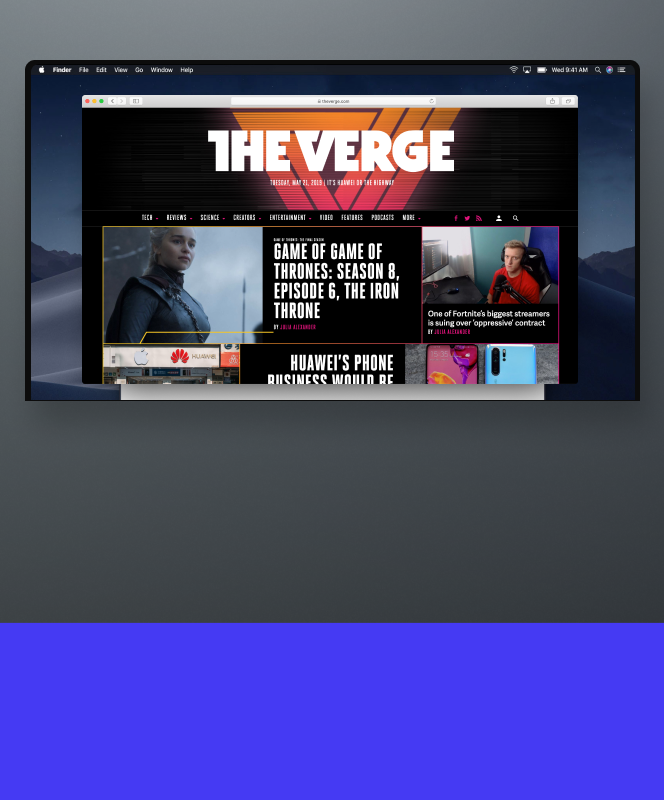 Finder File Edit View Go Window Help Wed 9:41 AM
theverge.com
THE VERGE
TUESDAY, MAY 21, 2019 | IT'S HUAWEI OR THE HIGHWAY
TECH REVIEWS SCIENCE CREATORS ENTERTAINMENT VIDEO FEATURES PODCASTS MORE
GAME OF THRONES: THE FINAL SEASON
GAME OF GAME OF
THRONES: SEASON 8,
EPISODE 6, THE IRON
THRONE
BY JULIA ALEXANDER
One of Fortnite's biggest streamers
is suing over 'oppressive' contract
BY JULIA ALEXANDER
HUAWEI
HUAWEI'S PHONE
BUSINESS WOULD BE